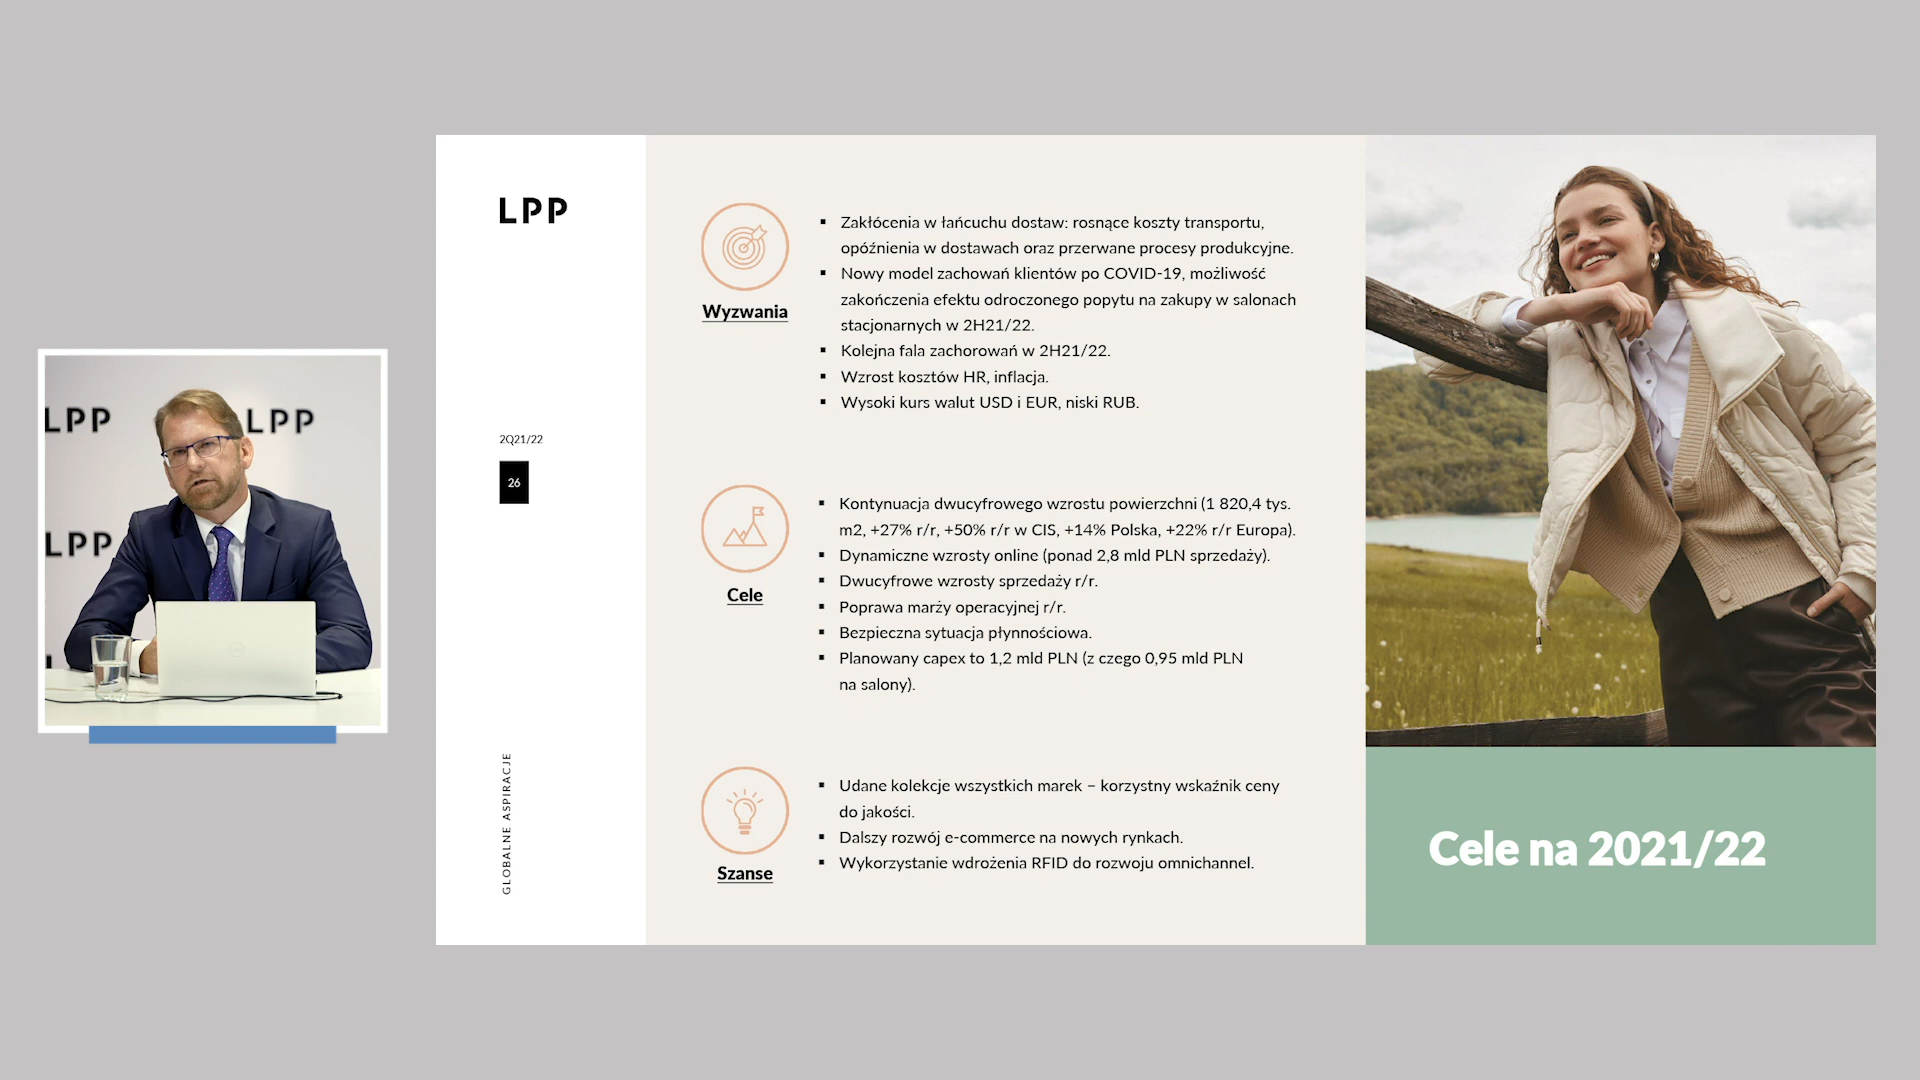 LPP
LPP
LPP
LPP
2Q21/22
26
GLOBALNE ASPIRACJE
Wyzwania
▪ Zakłócenia w łańcuchu dostaw: rosnące koszty transportu,
opóźnienia w dostawach oraz przerwane procesy produkcyjne.
▪ Nowy model zachowań klientów po COVID-19, możliwość
zakończenia efektu odroczonego popytu na zakupy w salonach
stacjonarnych w 2H21/22.
▪ Kolejna fala zachorowań w 2H21/22.
▪ Wzrost kosztów HR, inflacja.
▪ Wysoki kurs walut USD i EUR, niski RUB.
Cele
▪ Kontynuacja dwucyfrowego wzrostu powierzchni (1 820,4 tys.
m2, +27% r/r, +50% r/r w CIS, +14% Polska, +22% r/r Europa).
▪ Dynamiczne wzrosty online (ponad 2,8 mld PLN sprzedaży).
▪ Dwucyfrowe wzrosty sprzedaży r/r.
▪ Poprawa marży operacyjnej r/r.
▪ Bezpieczna sytuacja płynnościowa.
▪ Planowany capex to 1,2 mld PLN (z czego 0,95 mld PLN
na salony).
Szanse
▪ Udane kolekcje wszystkich marek – korzystny wskaźnik ceny
do jakości.
▪ Dalszy rozwój e-commerce na nowych rynkach.
▪ Wykorzystanie wdrożenia RFID do rozwoju omnichannel.
Cele na 2021/22